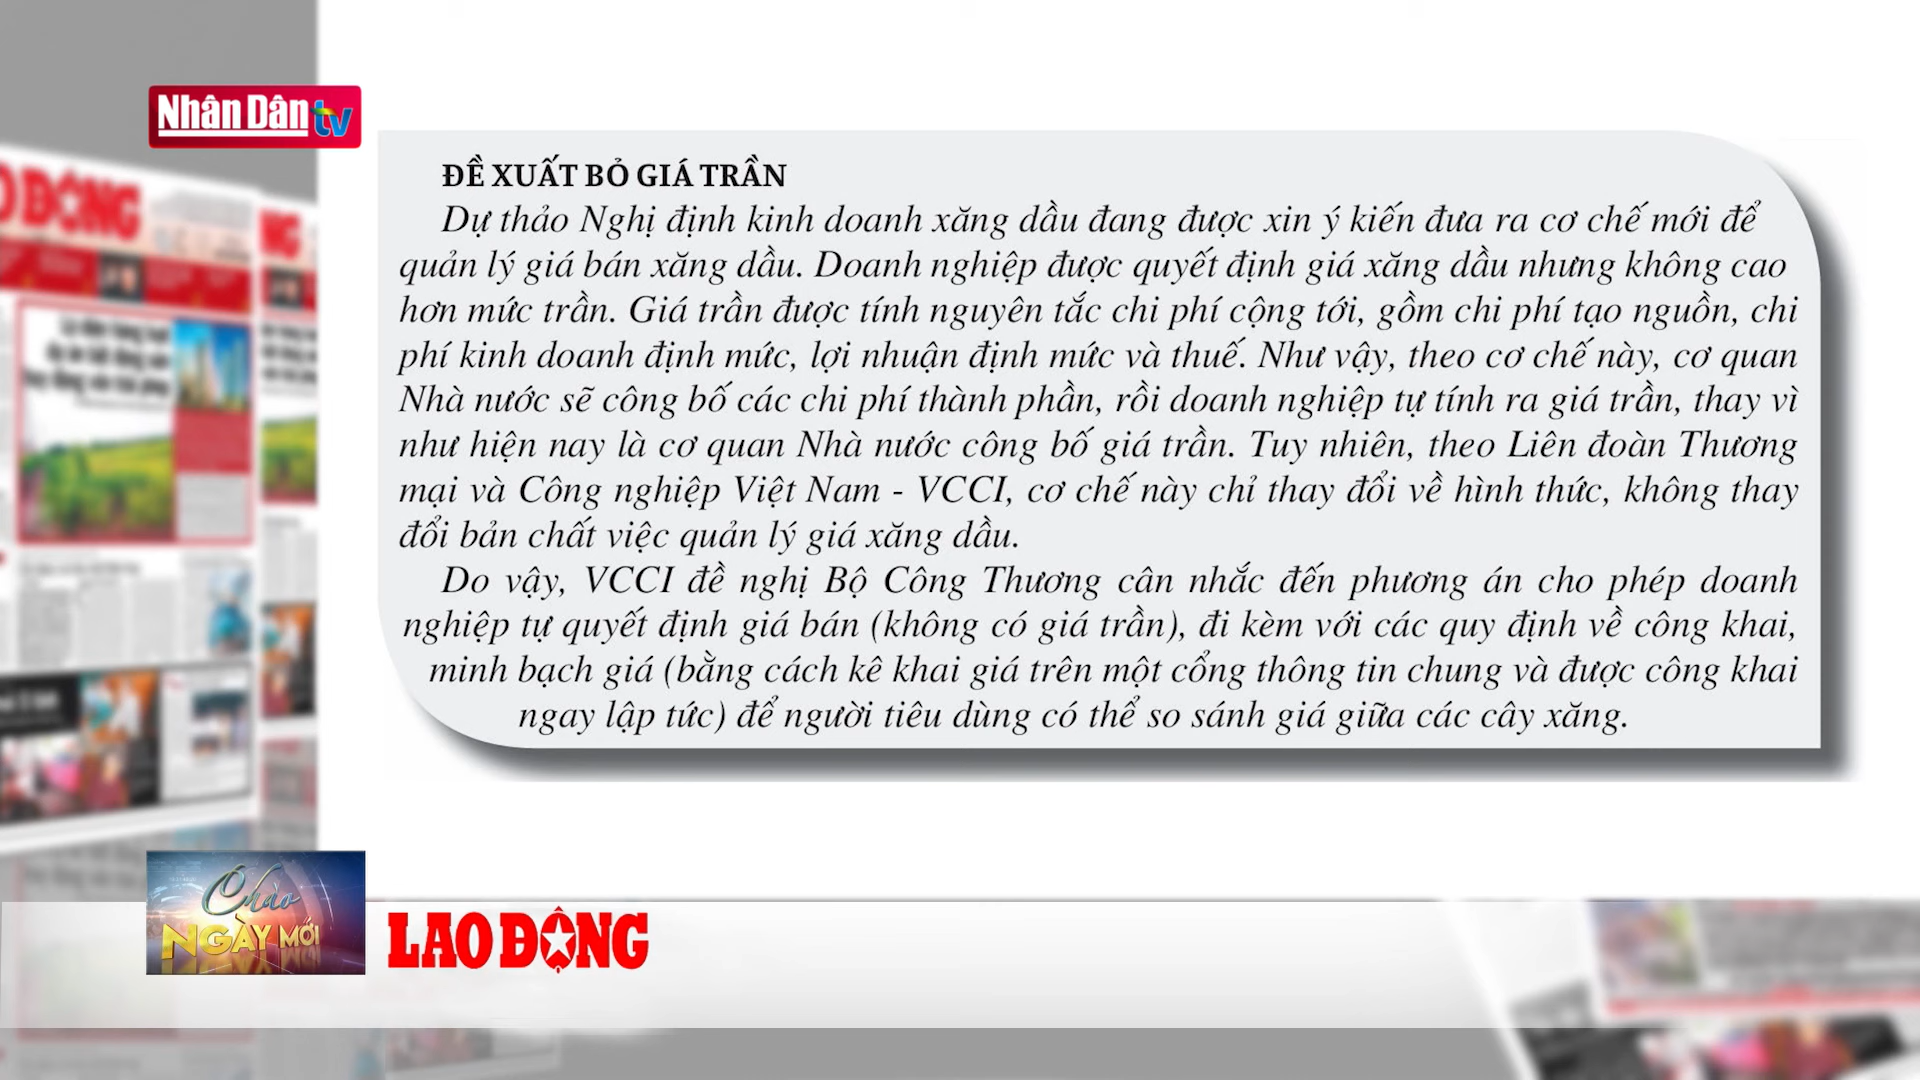 Nhân Dân tv
ĐỀ XUẤT BỎ GIÁ TRẦN
Dự thảo Nghị định kinh doanh xăng dầu đang được xin ý kiến đưa ra cơ chế mới để
quản lý giá bán xăng dầu. Doanh nghiệp được quyết định giá xăng dầu nhưng không cao
hơn mức trần. Giá trần được tính nguyên tắc chi phí cộng tới, gồm chi phí tạo nguồn, chi
phí kinh doanh định mức, lợi nhuận định mức và thuế. Như vậy, theo cơ chế này, cơ quan
Nhà nước sẽ công bố các chi phí thành phần, rồi doanh nghiệp tự tính ra giá trần, thay vì
như hiện nay là cơ quan Nhà nước công bố giá trần. Tuy nhiên, theo Liên đoàn Thương
mại và Công nghiệp Việt Nam - VCCI, cơ chế này chỉ thay đổi về hình thức, không thay
đổi bản chất việc quản lý giá xăng dầu.
Do vậy, VCCI đề nghị Bộ Công Thương cân nhắc đến phương án cho phép doanh
nghiệp tự quyết định giá bán (không có giá trần), đi kèm với các quy định về công khai,
minh bạch giá (bằng cách kê khai giá trên một cổng thông tin chung và được công khai
ngay lập tức) để người tiêu dùng có thể so sánh giá giữa các cây xăng.
Chào
NGÀY MỚI
LAO ĐỘNG